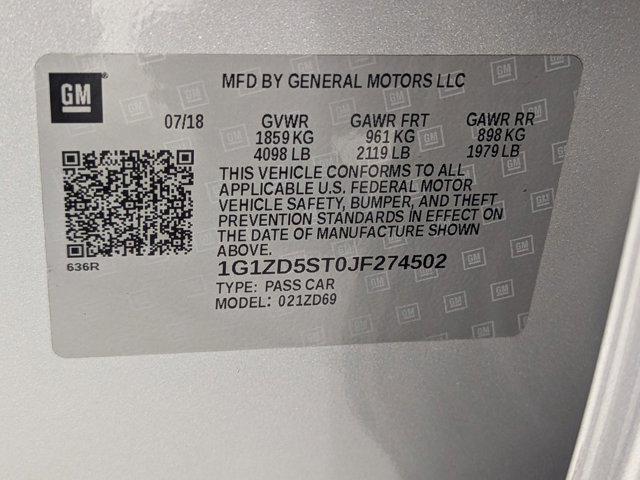 GM
MFD BY GENERAL MOTORS LLC
07/18 GVWR GAWR FRT GAWR RR
1859 KG 961 KG 898 KG
4098 LB 2119 LB 1979 LB
THIS VEHICLE CONFORMS TO ALL
APPLICABLE U.S. FEDERAL MOTOR
VEHICLE SAFETY, BUMPER, AND THEFT
PREVENTION STANDARDS IN EFFECT ON
THE DATE OF MANUFACTURE SHOWN
ABOVE.
636R
1G1ZD5ST0JF274502
TYPE: PASS CAR
MODEL: 021ZD69